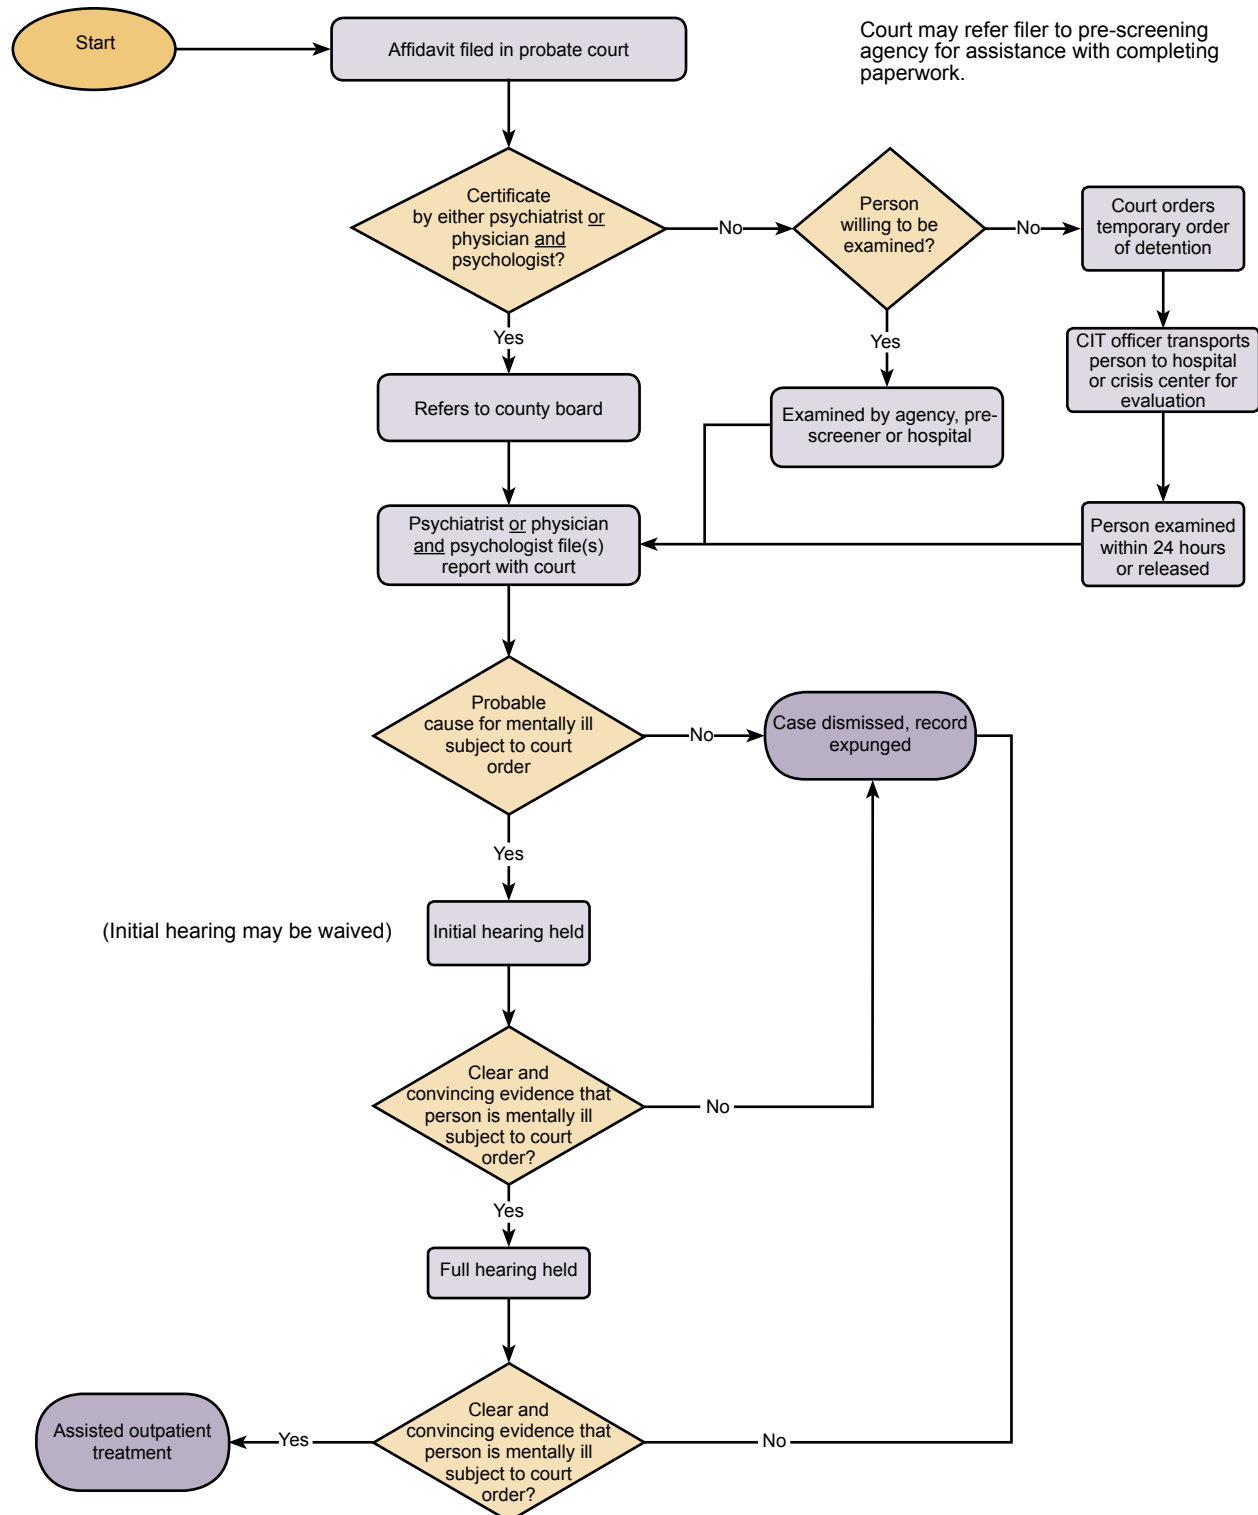 Start
Affidavit filed in probate court
Court may refer filer to pre-screening
agency for assistance with completing
paperwork.
Certificate
by either psychiatrist or
physician and
psychologist?
No
Person
willing to be
examined?
No
Court orders
temporary order
of detention
Yes
Yes
CIT officer transports
person to hospital
or crisis center for
evaluation
Refers to county board
Examined by agency, pre-
screener or hospital
Psychiatrist or physician
and psychologist file(s)
report with court
Person examined
within 24 hours
or released
Probable
cause for mentally ill
subject to court
order
No
Case dismissed, record
expunged
Yes
(Initial hearing may be waived)
Initial hearing held
Clear and
convincing evidence that
person is mentally ill
subject to court
order?
No
Yes
Full hearing held
Clear and
convincing evidence that
person is mentally ill
subject to court
order?
Yes
No
Assisted outpatient
treatment